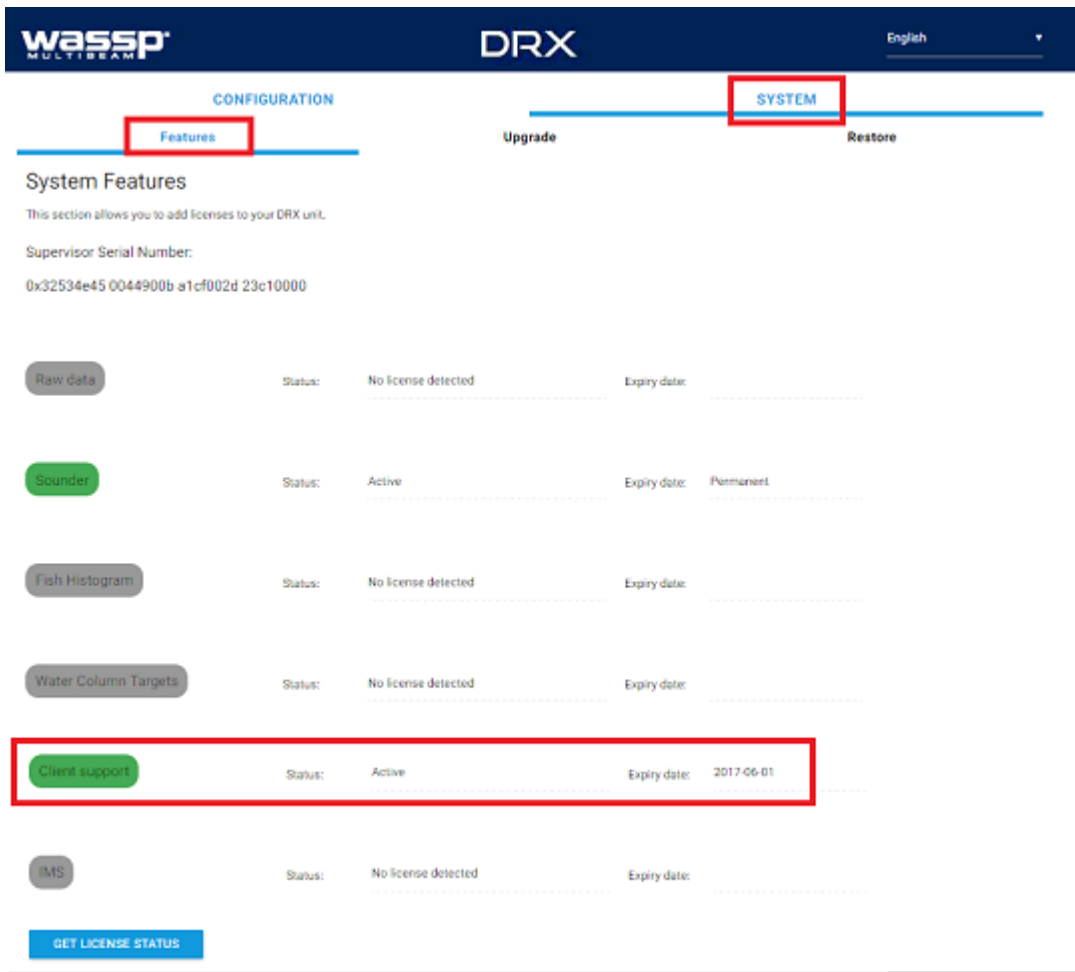 wassp
MULTIBEAM
DRX
English
CONFIGURATION SYSTEM
Features Upgrade Restore
System Features
This section allows you to add licenses to your DRX unit.
Supervisor Serial Number:
0x32534e45 0044900b a1cf002d 23c10000
Raw data Status: No license detected Expiry date:
Sounder Status: Active Expiry date: Permanent
Fish Histogram Status: No license detected Expiry date:
Water Column Targets Status: No license detected Expiry date:
Client support Status: Active Expiry date: 2017-06-01
IMS Status: No license detected Expiry date:
GET LICENSE STATUS